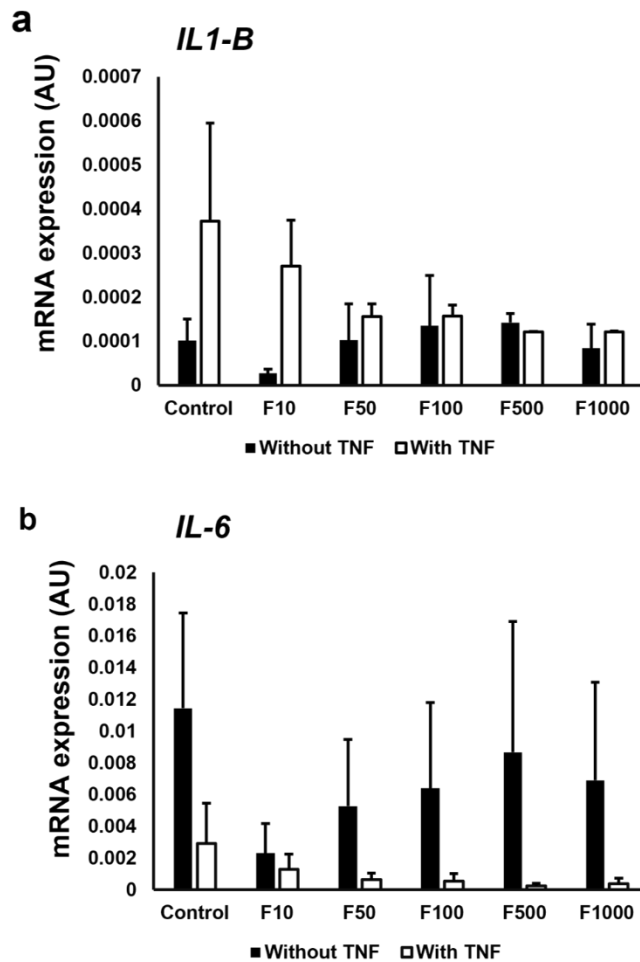 a
IL1-B
mRNA expression (AU)
0.0007
0.0006
0.0005
0.0004
0.0003
0.0002
0.0001
0
Control F10 F50 F100 F500 F1000
■ Without TNF □ With TNF
b
IL-6
mRNA expression (AU)
0.02
0.018
0.016
0.014
0.012
0.01
0.008
0.006
0.004
0.002
0
Control F10 F50 F100 F500 F1000
■ Without TNF □ With TNF